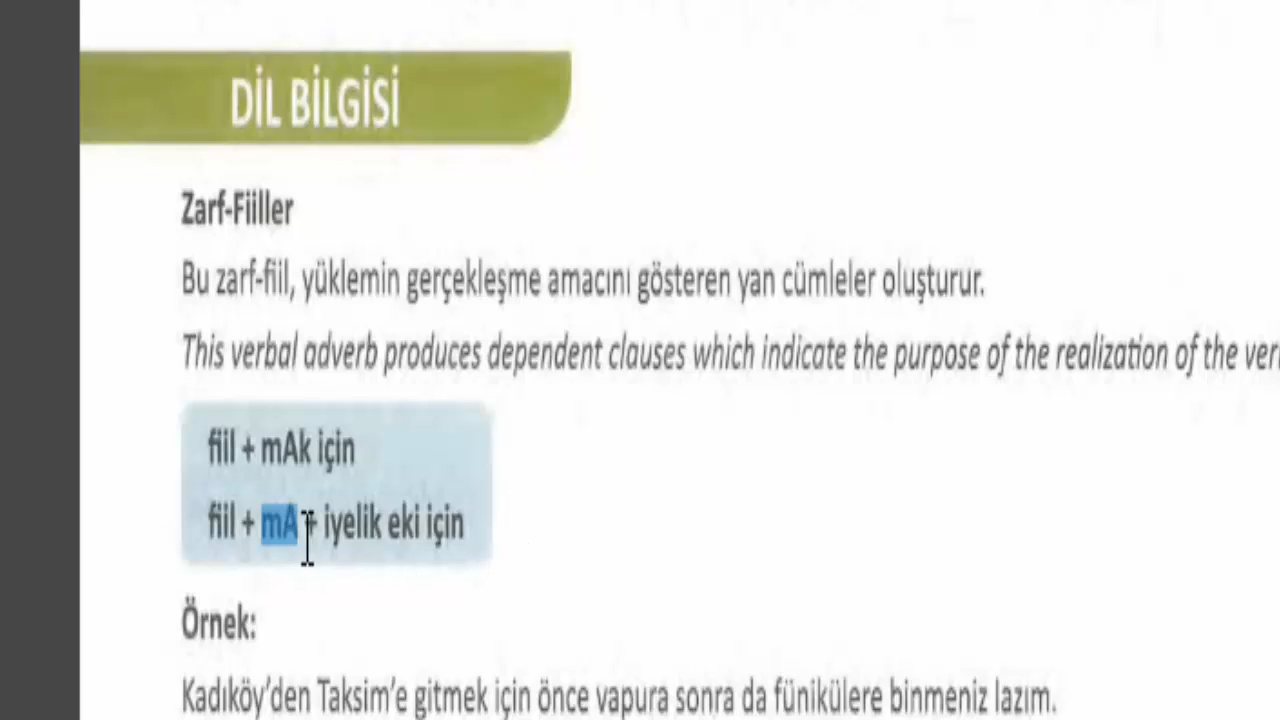 DİL BİLGİSİ
Zarf-Fiiller
Bu zarf-fiil, yüklemin gerçekleşme amacını gösteren yan cümleler oluşturur.
This verbal adverb produces dependent clauses which indicate the purpose of the realization of the
fiil + mAk için
fiil + mA + iyelik eki için
Örnek:
Kadıköy'den Taksim'e gitmek için önce vapura sonra da fünikülere binmeniz lazım.